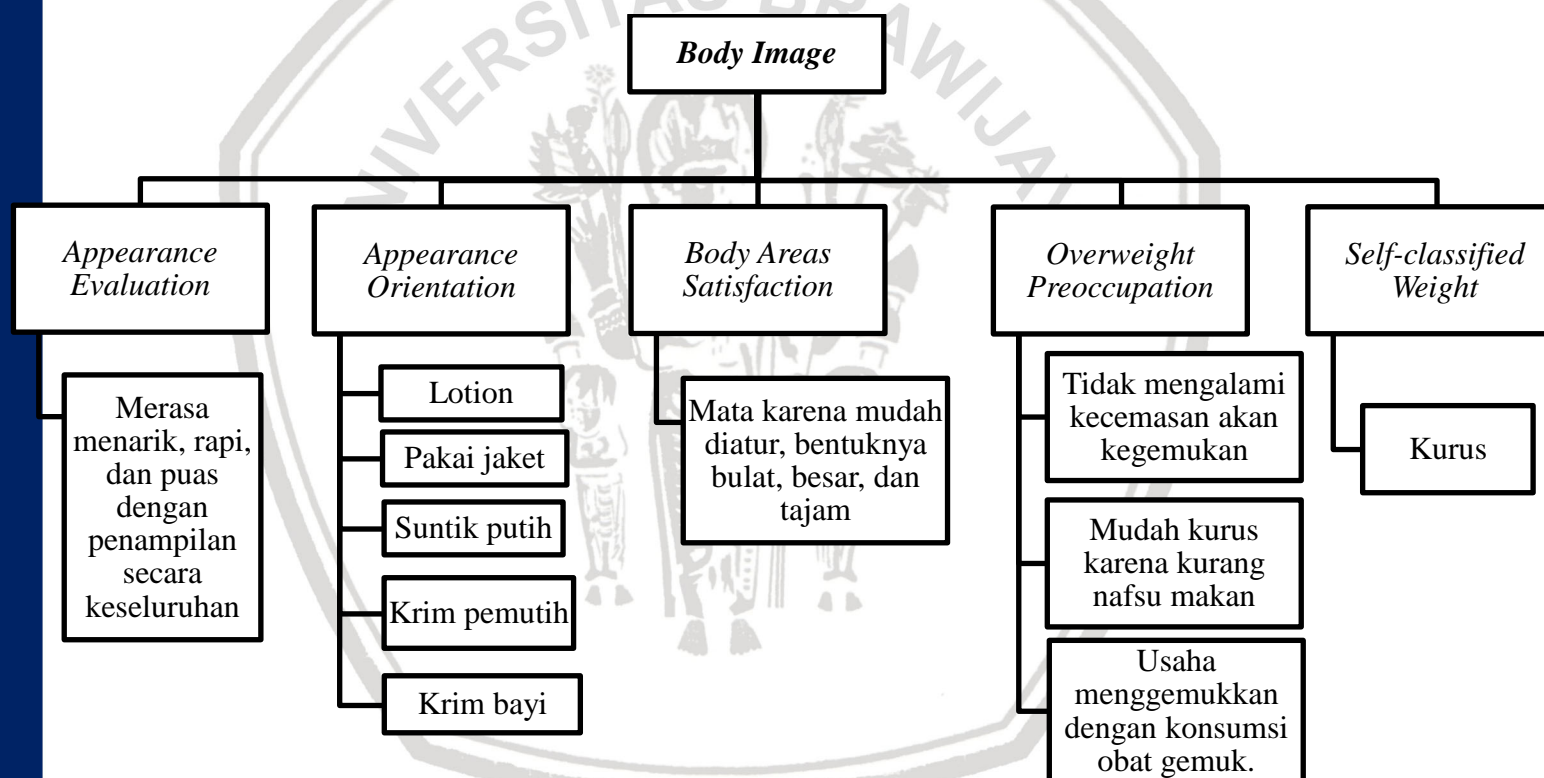 UNIVERSITAS BRAWIJAYA
Body Image
Appearance
Evaluation
Merasa
menarik, rapi,
dan puas
dengan
penampilan
secara
keseluruhan
Appearance
Orientation
Lotion
Pakai jaket
Suntik putih
Krim pemutih
Krim bayi
Body Areas
Satisfaction
Mata karena mudah
diatur, bentuknya
bulat, besar, dan
tajam
Overweight
Preoccupation
Tidak mengalami
kecemasan akan
kegemukan
Mudah kurus
karena kurang
nafsu makan
Usaha
menggemukkan
dengan konsumsi
obat gemuk.
Self-classified
Weight
Kurus